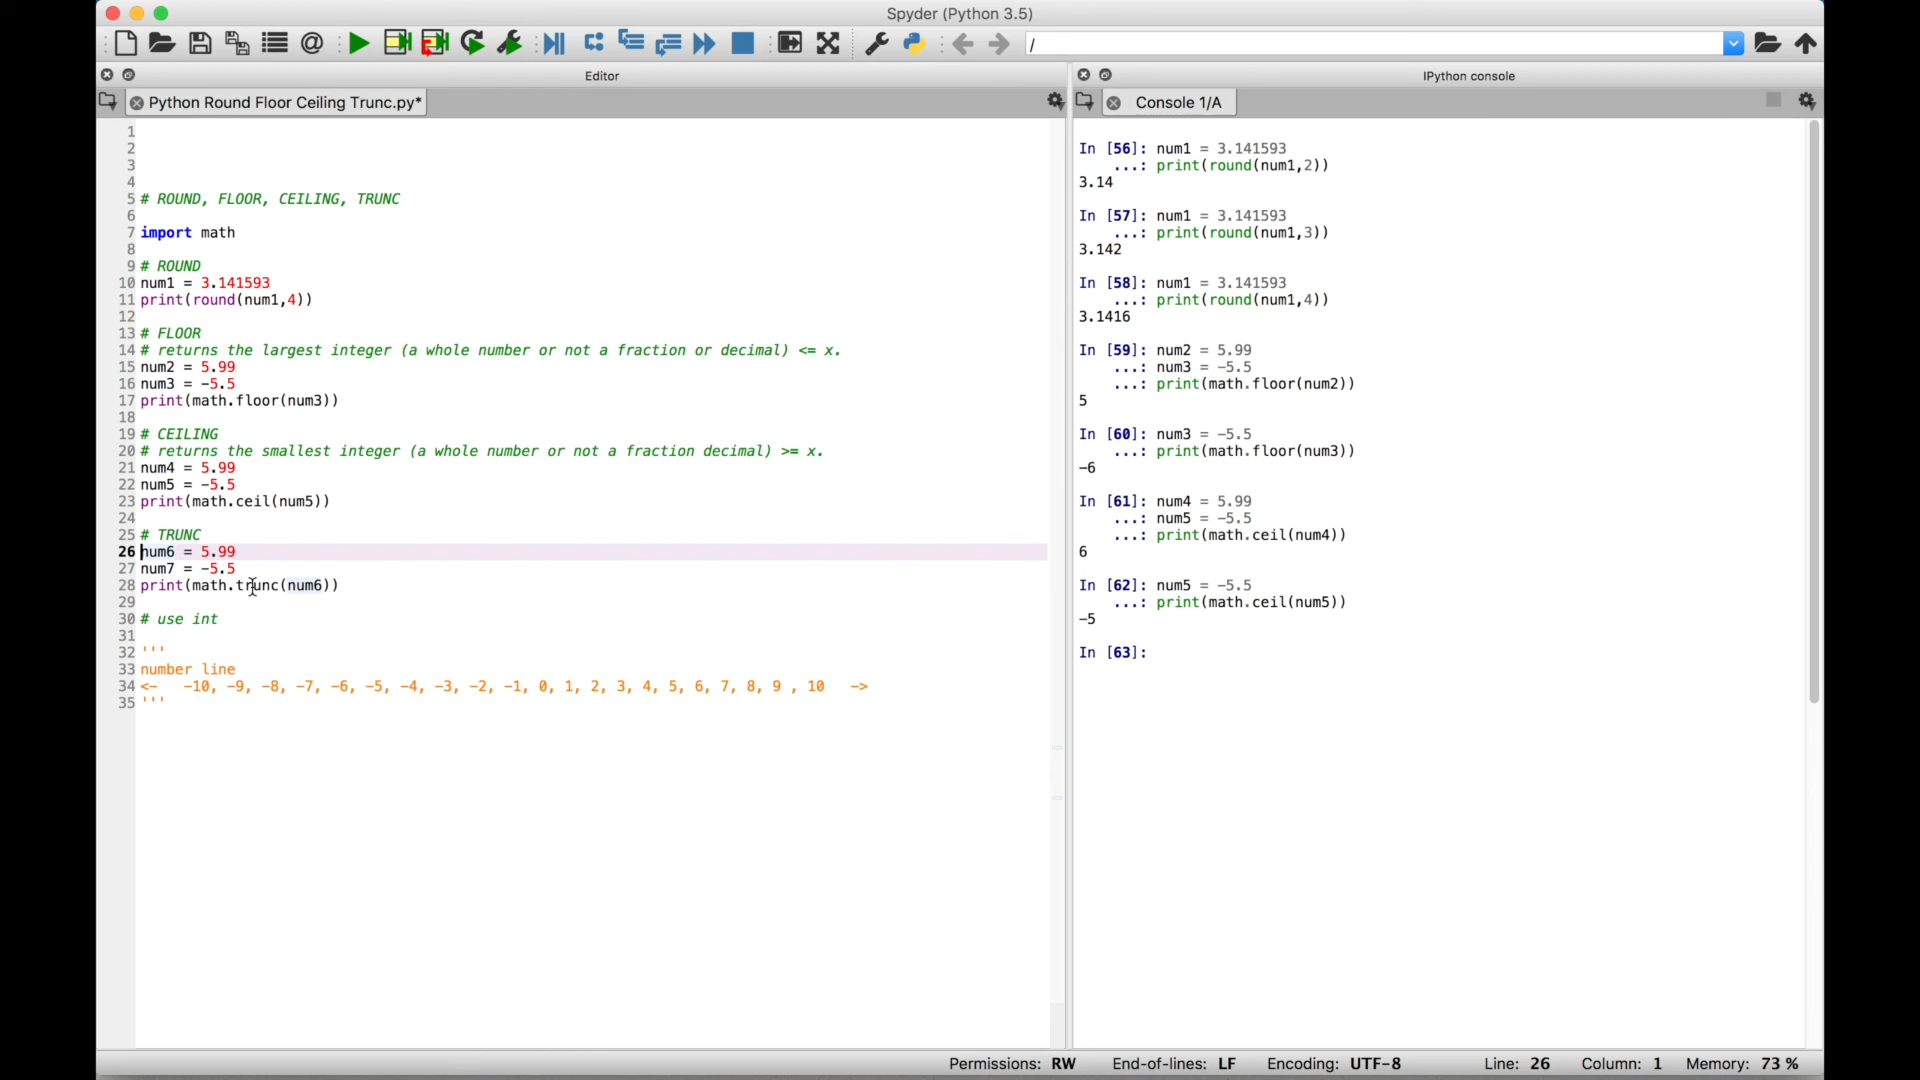 Spyder (Python 3.5)
/
Editor
Python Round Floor Ceiling Trunc.py*
1
2
3
4
5 # ROUND, FLOOR, CEILING, TRUNC
6
7 import math
8
9 # ROUND
10 num1 = 3.141593
11 print(round(num1,4))
12
13 # FLOOR
14 # returns the largest integer (a whole number or not a fraction or decimal) <= x.
15 num2 = 5.99
16 num3 = -5.5
17 print(math.floor(num3))
18
19 # CEILING
20 # returns the smallest integer (a whole number or not a fraction decimal) >= x.
21 num4 = 5.99
22 num5 = -5.5
23 print(math.ceil(num5))
24
25 # TRUNC
26 num6 = 5.99
27 num7 = -5.5
28 print(math.trunc(num6))
29
30 # use int
31
32 '''
33 number line
34 <-   -10, -9, -8, -7, -6, -5, -4, -3, -2, -1, 0, 1, 2, 3, 4, 5, 6, 7, 8, 9 , 10   ->
35 '''
IPython console
Console 1/A
In [56]: num1 = 3.141593
...: print(round(num1,2))
3.14
In [57]: num1 = 3.141593
...: print(round(num1,3))
3.142
In [58]: num1 = 3.141593
...: print(round(num1,4))
3.1416
In [59]: num2 = 5.99
...: num3 = -5.5
...: print(math.floor(num2))
5
In [60]: num3 = -5.5
...: print(math.floor(num3))
-6
In [61]: num4 = 5.99
...: num5 = -5.5
...: print(math.ceil(num4))
6
In [62]: num5 = -5.5
...: print(math.ceil(num5))
-5
In [63]:
Permissions: RW End-of-lines: LF Encoding: UTF-8 Line: 26 Column: 1 Memory: 73 %